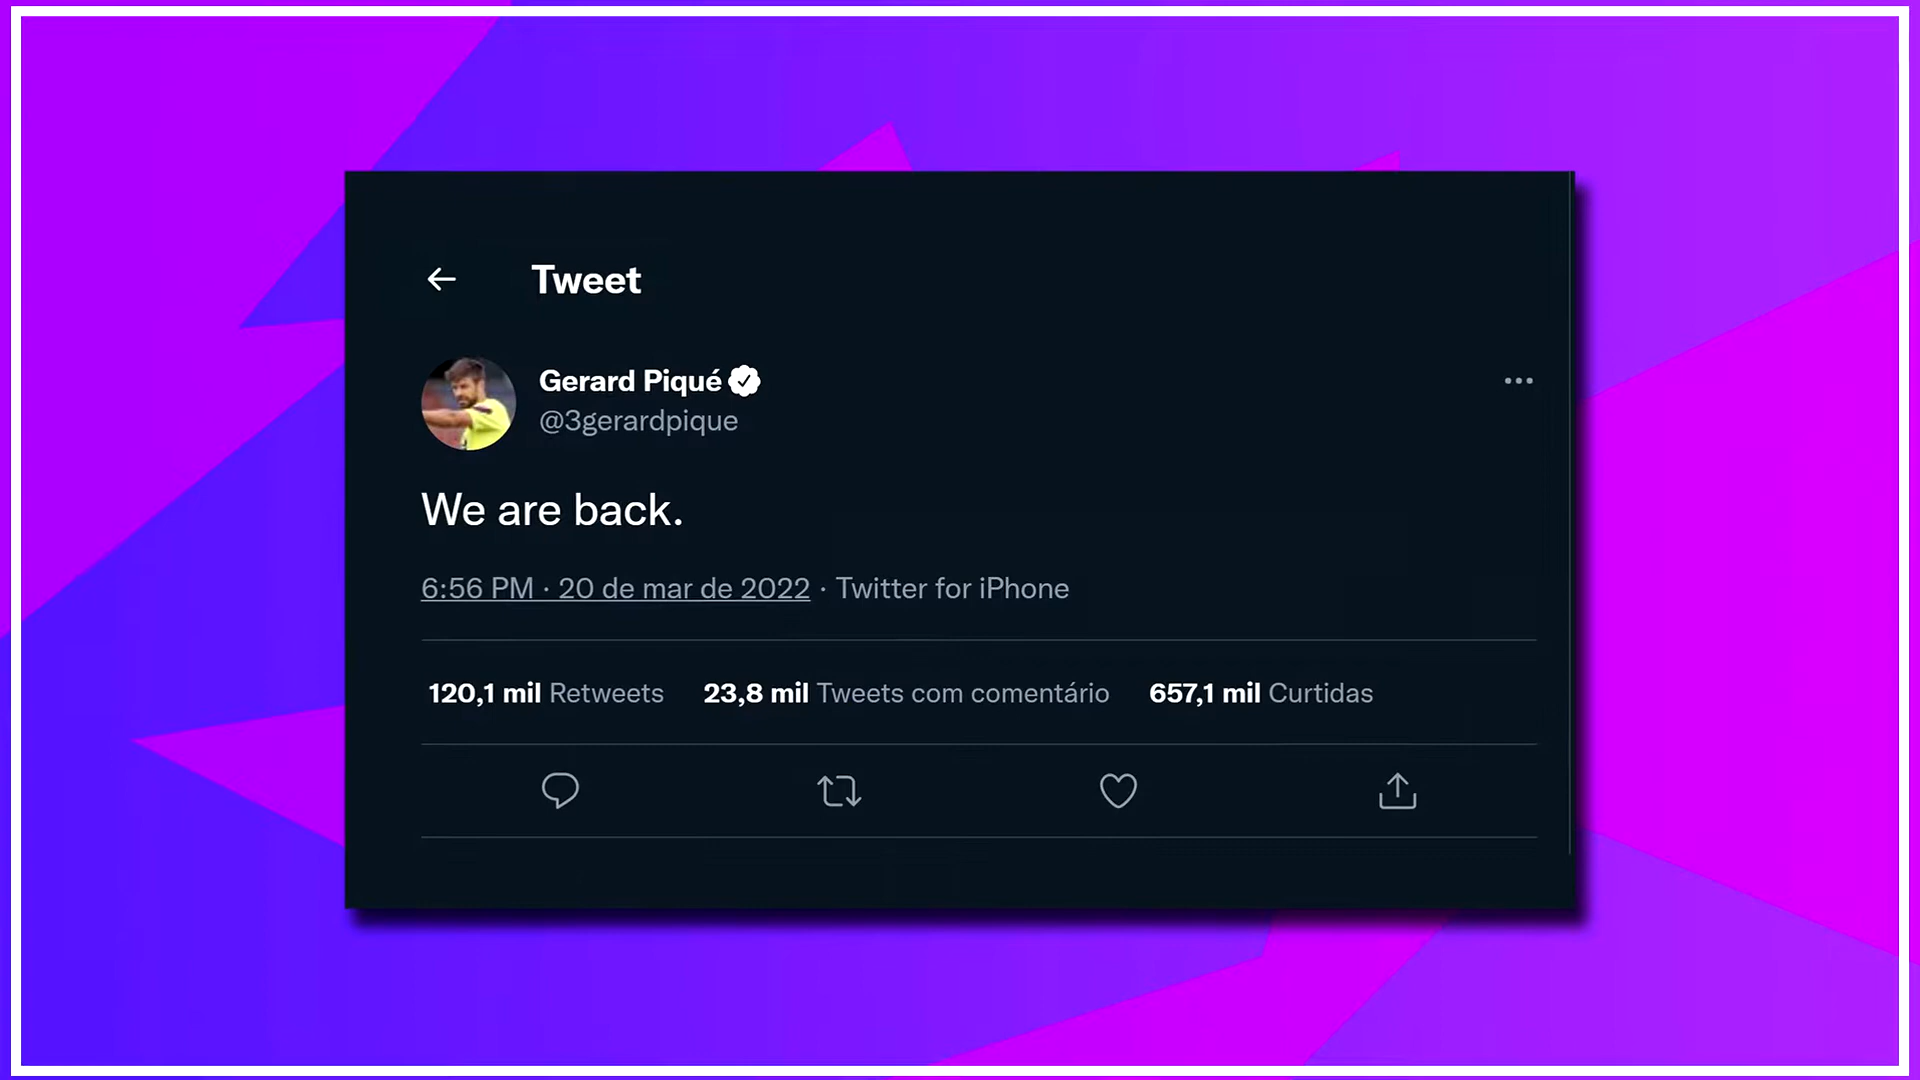 Tweet
Gerard Piqué
@3gerardpique
We are back.
6:56 PM · 20 de mar de 2022 · Twitter for iPhone
120,1 mil Retweets 23,8 mil Tweets com comentário 657,1 mil Curtidas